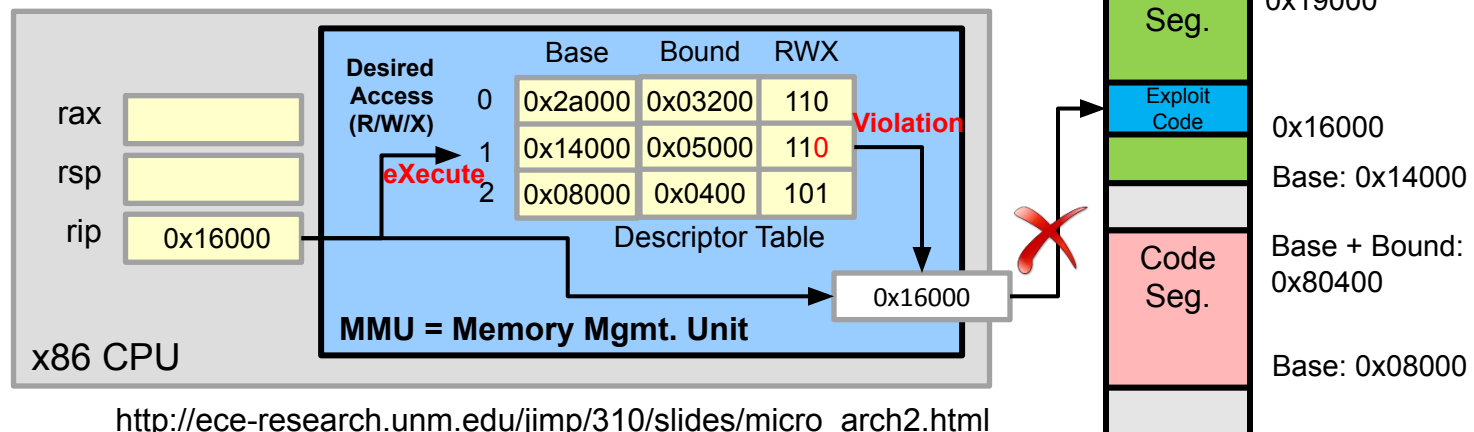 Base Bound RWX
Desired
Access
(R/W/X)
0 0x2a000 0x03200 110
1 0x14000 0x05000 110
2 0x08000 0x0400 101
Violation
eXecute
Descriptor Table
rax
rsp
rip 0x16000
0x16000
MMU = Memory Mgmt. Unit
x86 CPU
http://ece-research.unm.edu/jimp/310/slides/micro_arch2.html
0x19000
Seg.
Exploit
Code
0x16000
Base: 0x14000
Code
Seg.
Base + Bound:
0x80400
Base: 0x08000